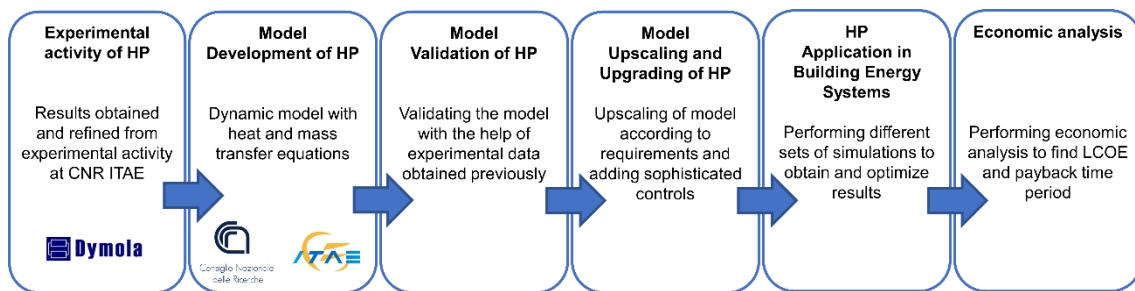 Experimental
activity of HP
Results obtained
and refined from
experimental activity
at CNR ITAE
Dymola
Model
Development of HP
Dynamic model with
heat and mass
transfer equations
Consiglio Nazionale
delle Ricerche
ITAE
Model
Validation of HP
Validating the model
with the help of
experimental data
obtained previously
Model
Upscaling and
Upgrading of HP
Upscaling of model
according to
requirements and
adding sophisticated
controls
HP
Application in
Building Energy
Systems
Performing different
sets of simulations to
obtain and optimize
results
Economic analysis
Performing economic
analysis to find LCOE
and payback time
period